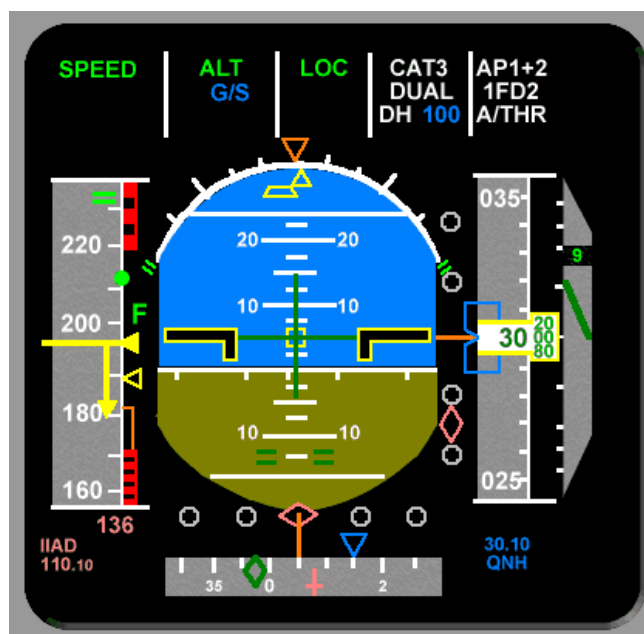 SPEED ALT LOC CAT3 AP1+2
G/S DUAL 1FD2
DH 100 A/THR
035
220
20 20
9
F
10 10
200
20
30 00
80
180
10 10
160
025
136
IIAD
110.10
30.10
QNH
35 0 2